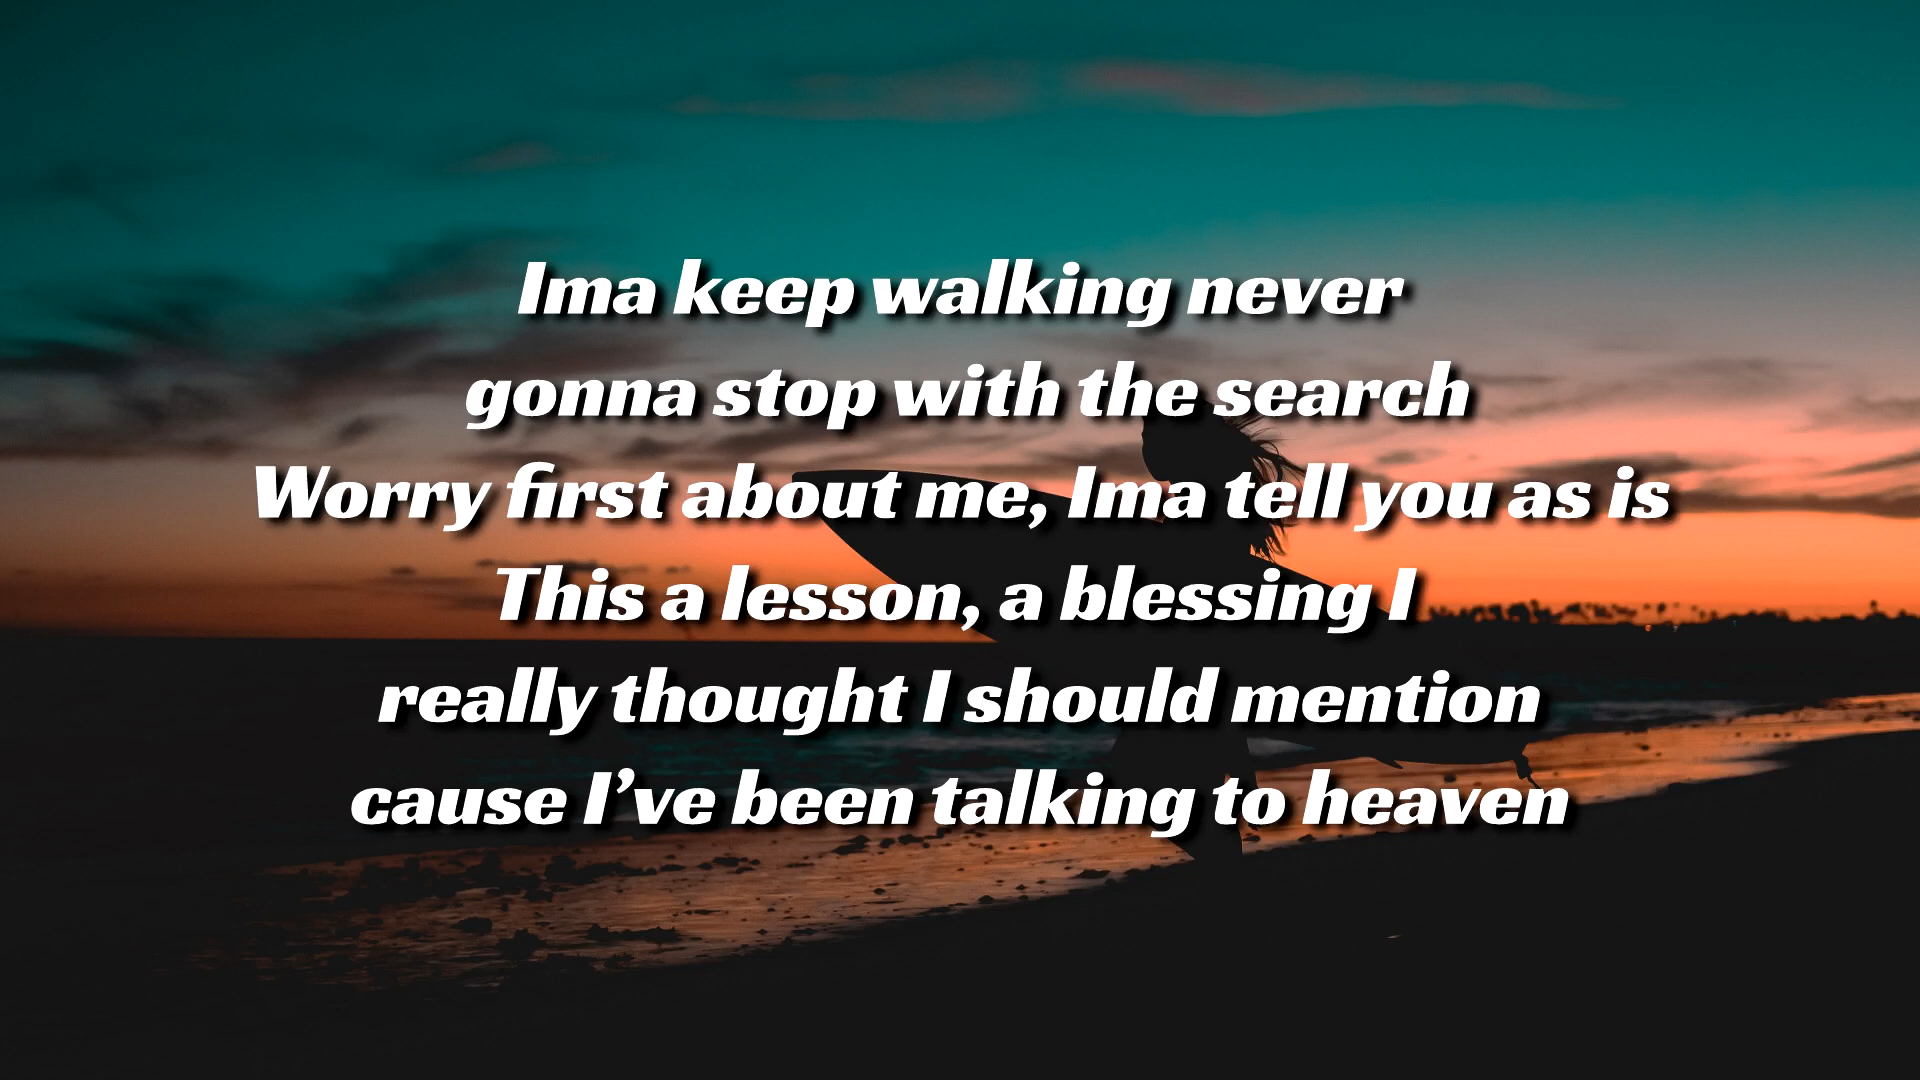 Ima keep walking never
gonna stop with the search
Worry first about me, Ima tell you as is
This a lesson, a blessing I
really thought I should mention
cause I’ve been talking to heaven